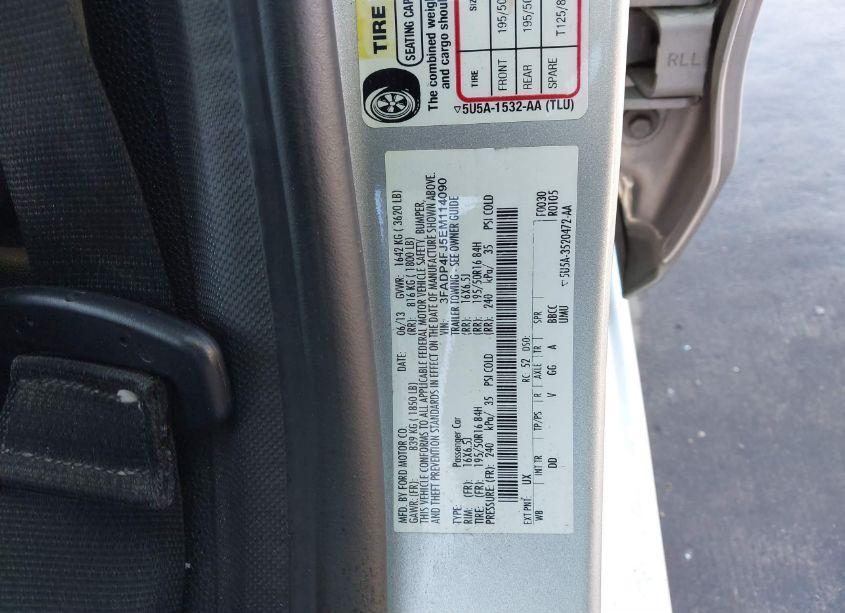 TIRE
SEATING CAP
The combined weigh
and cargo shou
TIRE SIZ
FRONT 195/50
REAR 195/50
SPARE T125/8
5U5A-1532-AA (TLU)
MFD. BY FORD MOTOR CO.
DATE: 06/13 GVWR: 1642 KG ( 3620 LB)
GAWR: (FR): 839 KG ( 1850 LB) (RR): 816 KG ( 1800 LB)
THIS VEHICLE CONFORMS TO ALL APPLICABLE FEDERAL MOTOR VEHICLE SAFETY, BUMPER,
AND THEFT PREVENTION STANDARDS IN EFFECT ON THE DATE OF MANUFACTURE SHOWN ABOVE.
VIN: 3FADP4FJ5EM114090
TYPE: Passenger Car TRAILER TOWING - SEE OWNER GUIDE
RIM: (FR): 16X6.5J (RR): 16X6.5J
TIRE: (FR): 195/50R16 84H (RR): 195/50R16 84H
PRESSURE (FR): 240 kPa/ 35 PSI COLD (RR): 240 kPa/ 35 PSI COLD
F0030
EXT PNT: UX RC: 52 DSO: R0105
WB INT TR TP/PS R AXLE TR SPR
DD V GG A BBCC
UMU
5U5A-3520472-AA
RLL